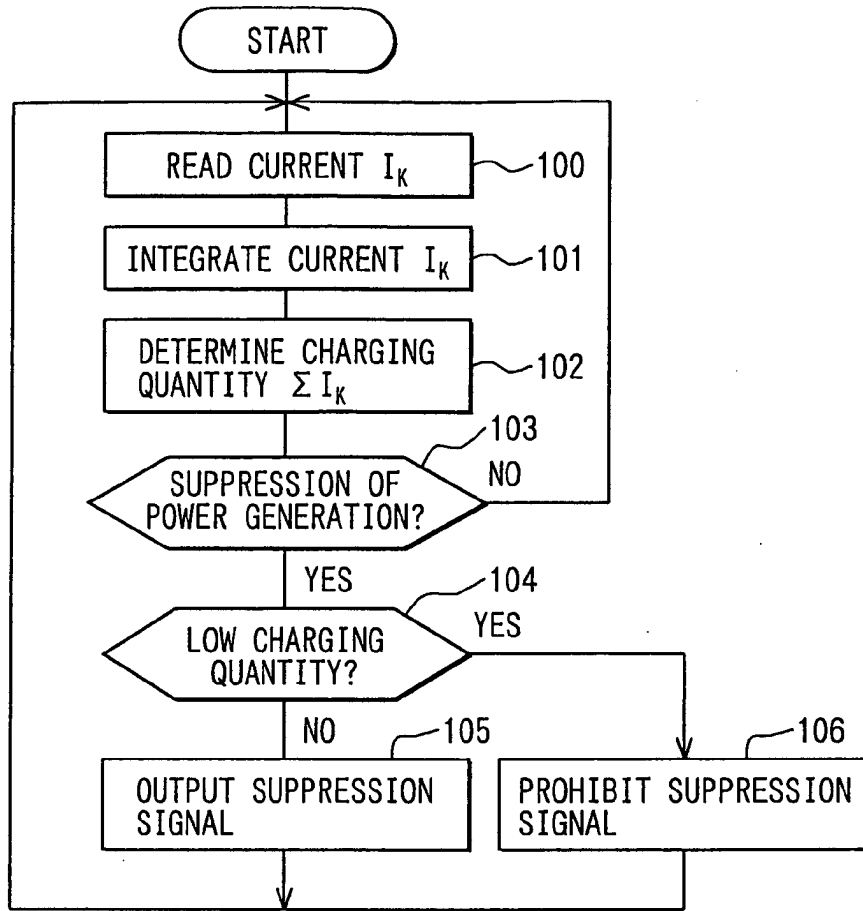 START
READ CURRENT I_K
100
INTEGRATE CURRENT I_K
101
DETERMINE CHARGING
QUANTITY Σ I_K
102
103
SUPPRESSION OF
POWER GENERATION?
NO
YES
104
LOW CHARGING
QUANTITY?
YES
NO
105
OUTPUT SUPPRESSION
SIGNAL
106
PROHIBIT SUPPRESSION
SIGNAL